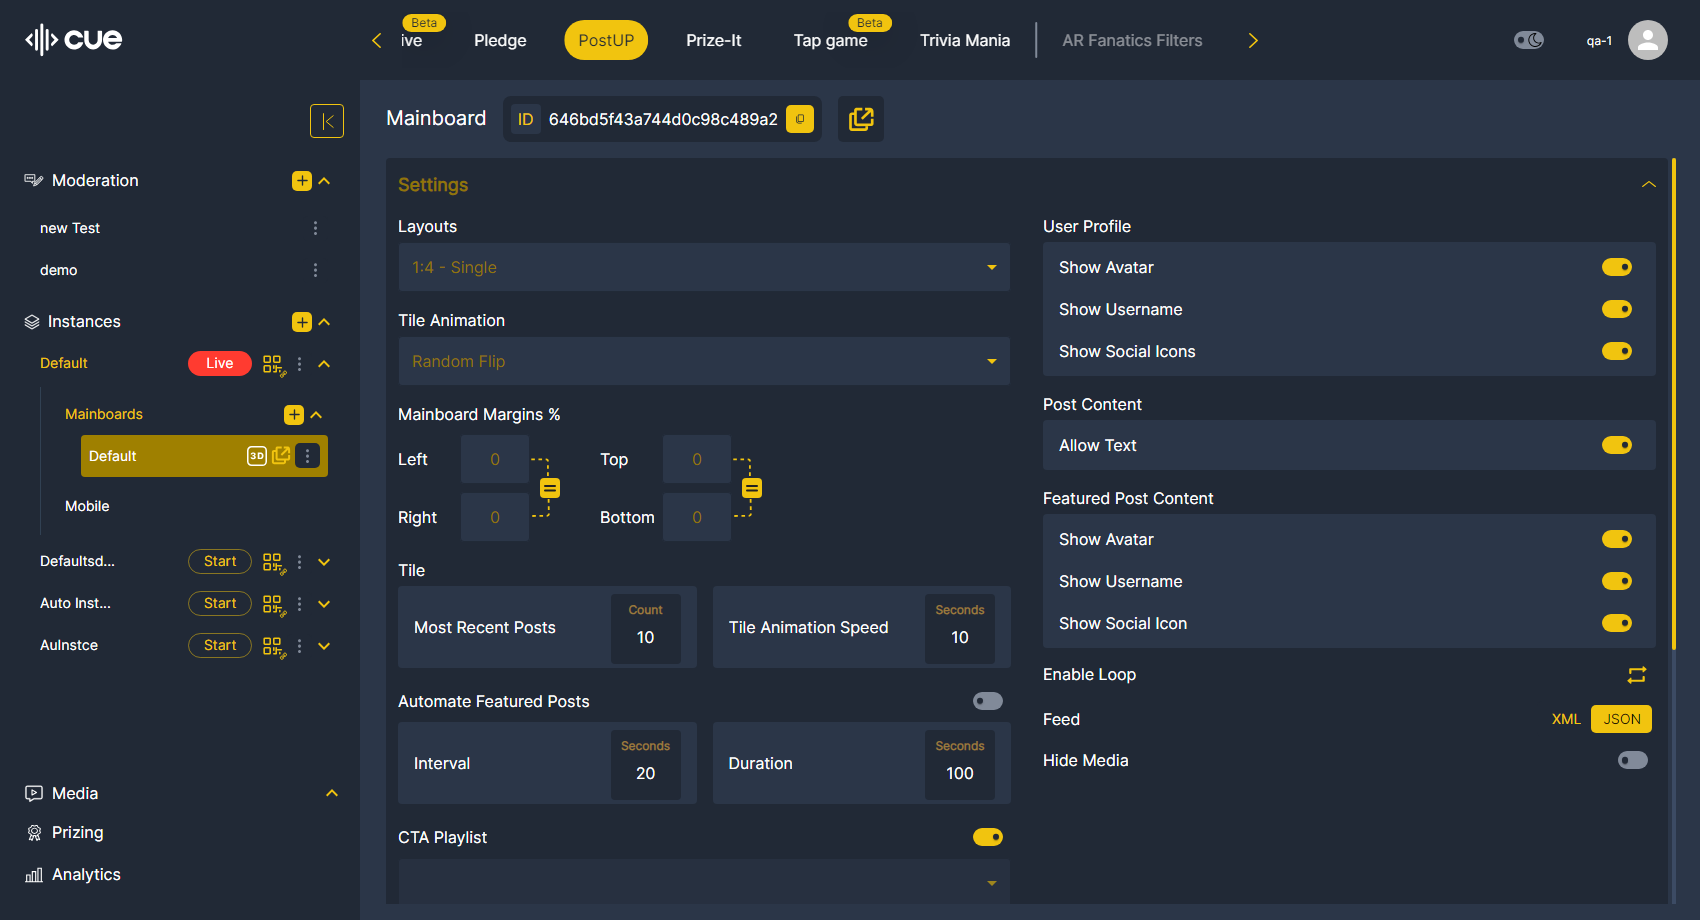 cue
Beta
ive
Pledge
PostUP
Prize-It
Beta
Tap game
Trivia Mania
AR Fanatics Filters
qa-1
Moderation
new Test
demo
Instances
Default
Live
Mainboards
Default
3D
Mobile
Defaultsd...
Start
Auto Inst...
Start
AuInstce
Start
Media
Prizing
Analytics
Mainboard
ID
646bd5f43a744d0c98c489a2
Settings
Layouts
1:4 - Single
Tile Animation
Random Flip
Mainboard Margins %
Left
0
Top
0
Right
0
Bottom
0
Tile
Most Recent Posts
Count
10
Tile Animation Speed
Seconds
10
Automate Featured Posts
Interval
Seconds
20
Duration
Seconds
100
CTA Playlist
User Profile
Show Avatar
Show Username
Show Social Icons
Post Content
Allow Text
Featured Post Content
Show Avatar
Show Username
Show Social Icon
Enable Loop
Feed
XML
JSON
Hide Media